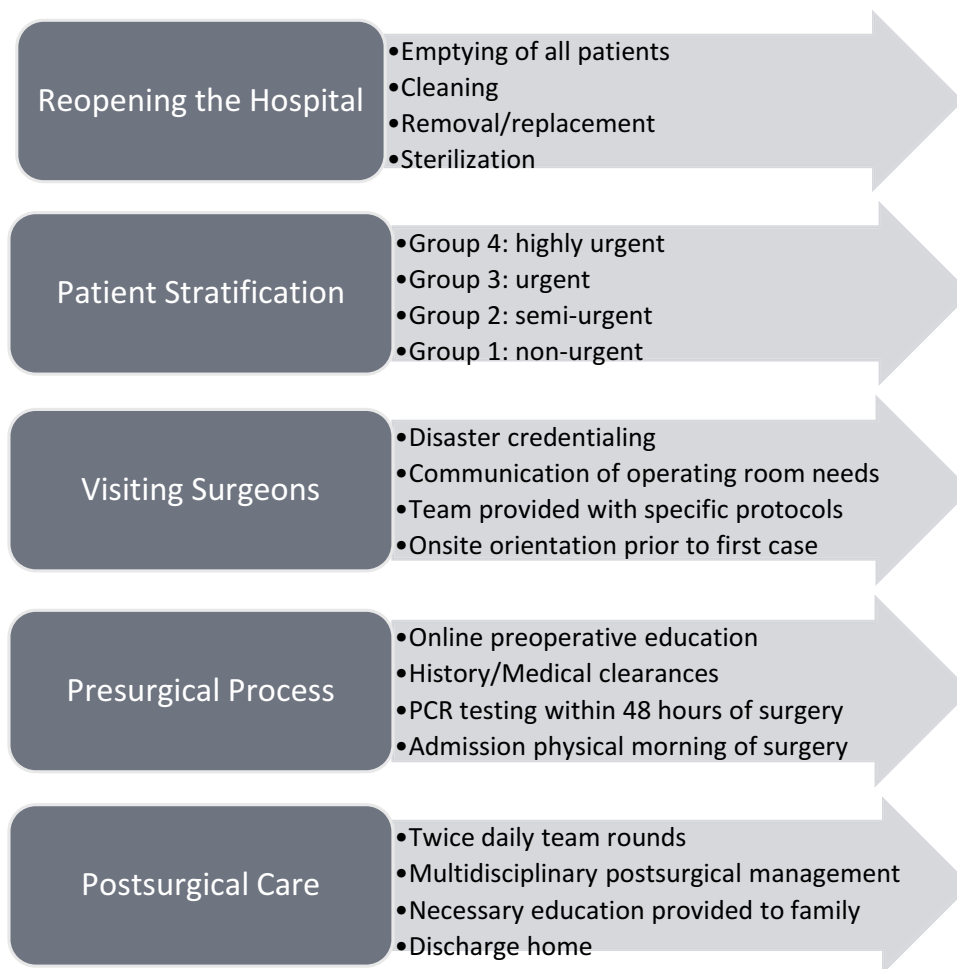 Reopening the Hospital
•Emptying of all patients
•Cleaning
•Removal/replacement
•Sterilization
Patient Stratification
•Group 4: highly urgent
•Group 3: urgent
•Group 2: semi-urgent
•Group 1: non-urgent
Visiting Surgeons
•Disaster credentialing
•Communication of operating room needs
•Team provided with specific protocols
•Onsite orientation prior to first case
Presurgical Process
•Online preoperative education
•History/Medical clearances
•PCR testing within 48 hours of surgery
•Admission physical morning of surgery
Postsurgical Care
•Twice daily team rounds
•Multidisciplinary postsurgical management
•Necessary education provided to family
•Discharge home